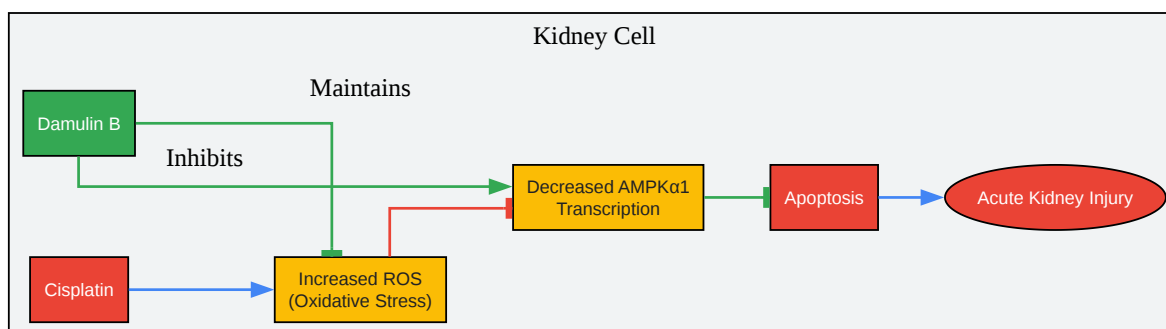 Kidney Cell
Maintains
Damulin B
Inhibits
Decreased AMPKα1
Transcription
Apoptosis
Acute Kidney Injury
Cisplatin
Increased ROS
(Oxidative Stress)